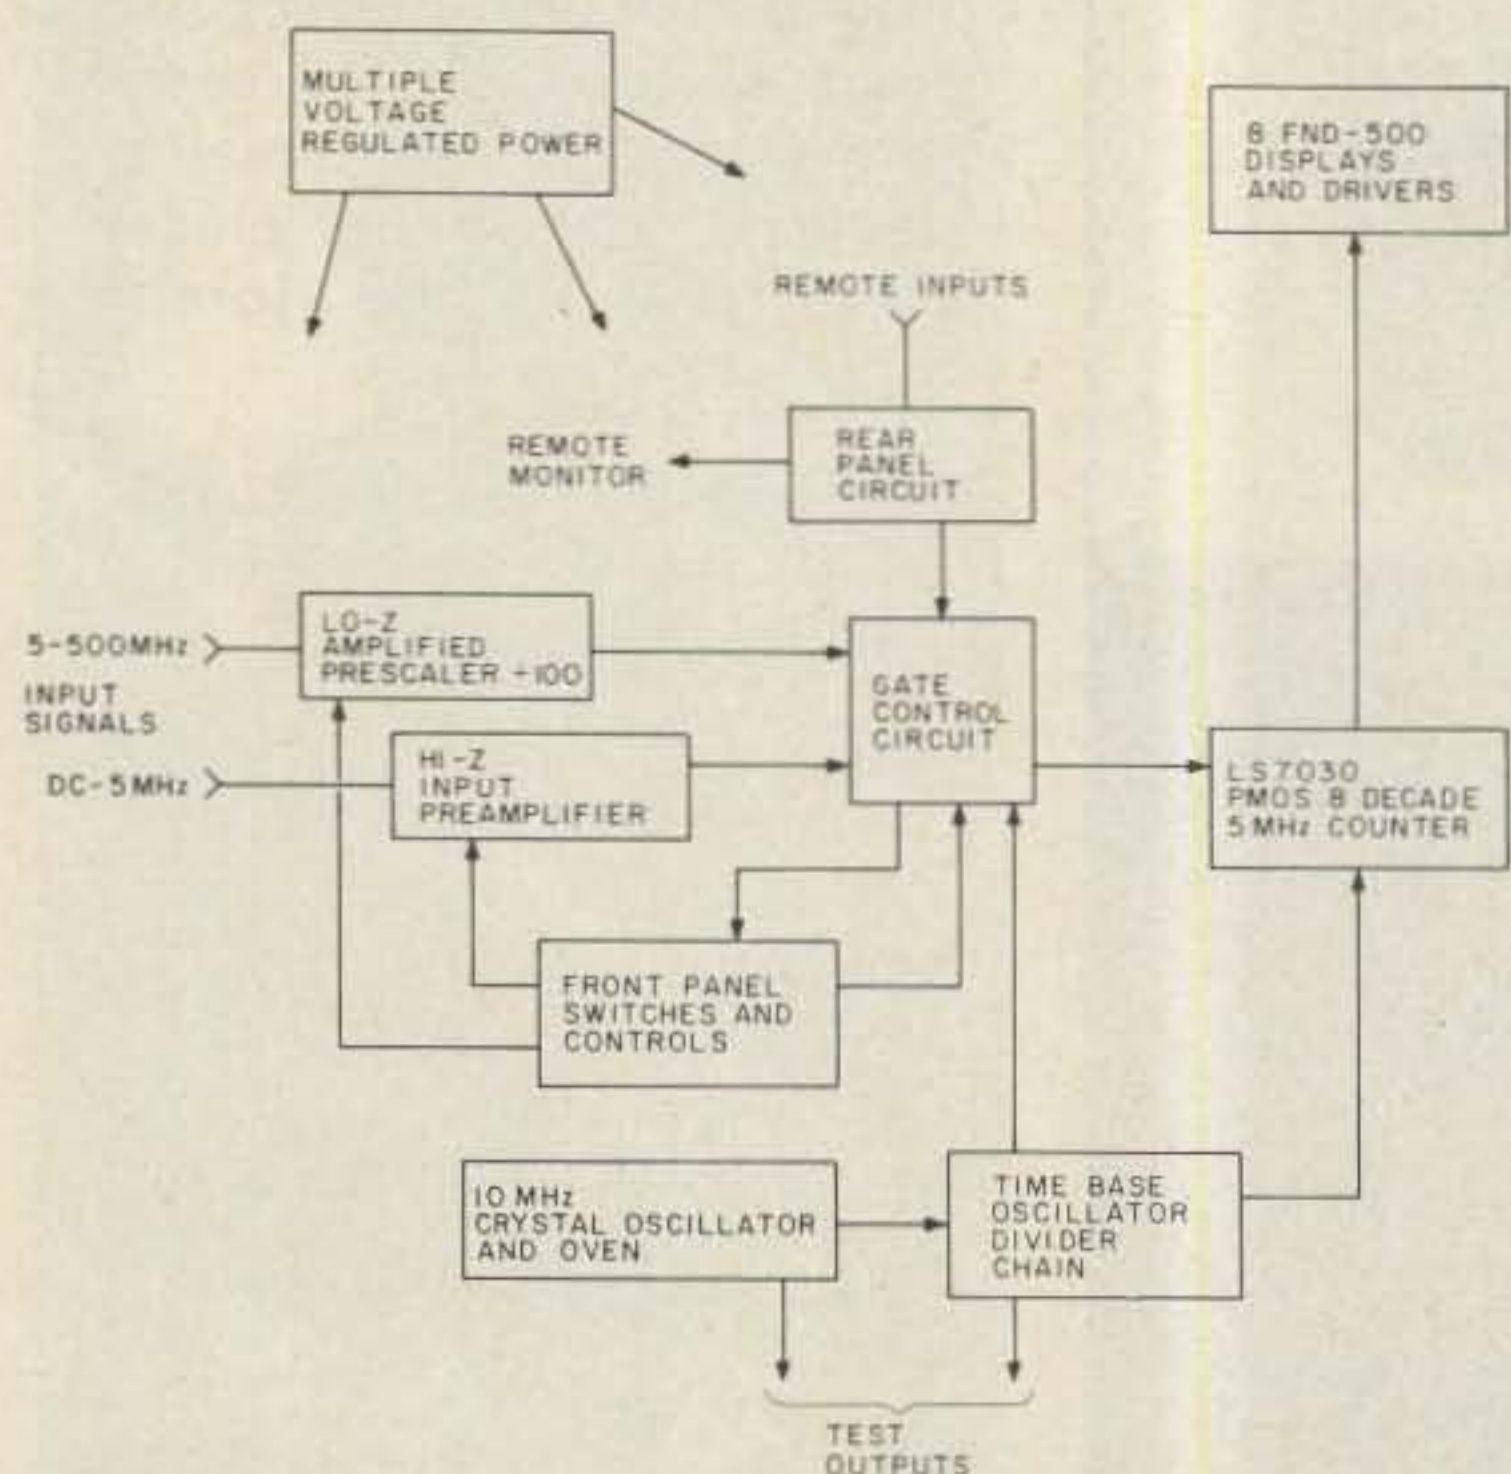 MULTIPLE
VOLTAGE
REGULATED POWER
8 FND-500
DISPLAYS
AND DRIVERS
REMOTE INPUTS
REMOTE
MONITOR
REAR
PANEL
CIRCUIT
5-500MHz
INPUT
SIGNALS
DC-5MHz
LO-Z
AMPLIFIED
PRESCALER ÷100
HI-Z
INPUT
PREAMPLIFIER
GATE
CONTROL
CIRCUIT
LS7030
PMOS 8 DECADE
5MHz COUNTER
FRONT PANEL
SWITCHES AND
CONTROLS
10MHz
CRYSTAL OSCILLATOR
AND OVEN
TIME BASE
OSCILLATOR
DIVIDER
CHAIN
TEST
OUTPUTS